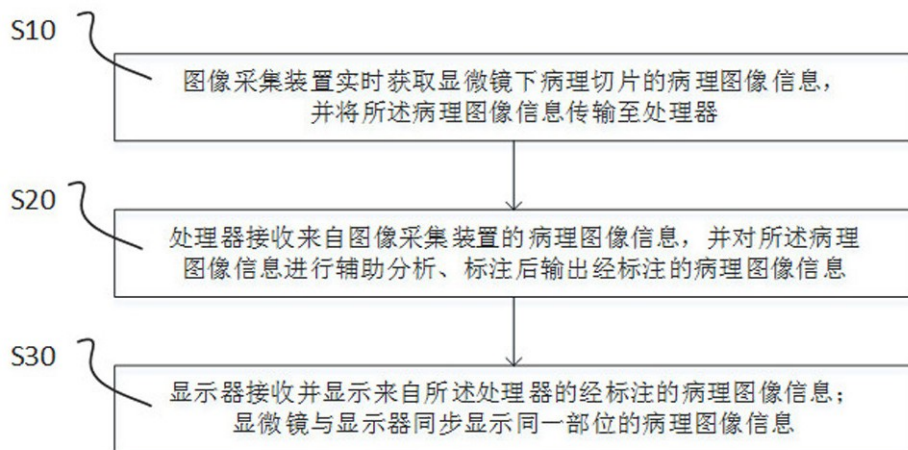 S10
图像采集装置实时获取显微镜下病理切片的病理图像信息，
并将所述病理图像信息传输至处理器
S20
处理器接收来自图像采集装置的病理图像信息，并对所述病理
图像信息进行辅助分析、标注后输出经标注的病理图像信息
S30
显示器接收并显示来自所述处理器的经标注的病理图像信息；
显微镜与显示器同步显示同一部位的病理图像信息